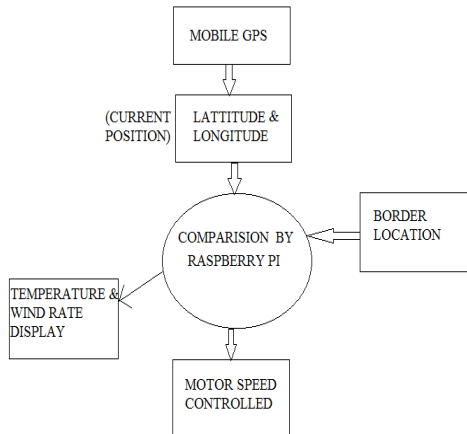 MOBILE GPS
(CURRENT
POSITION)
LATTITUDE &
LONGITUDE
COMPARISION BY
RASPBERRY PI
BORDER
LOCATION
TEMPERATURE &
WIND RATE
DISPLAY
MOTOR SPEED
CONTROLLED